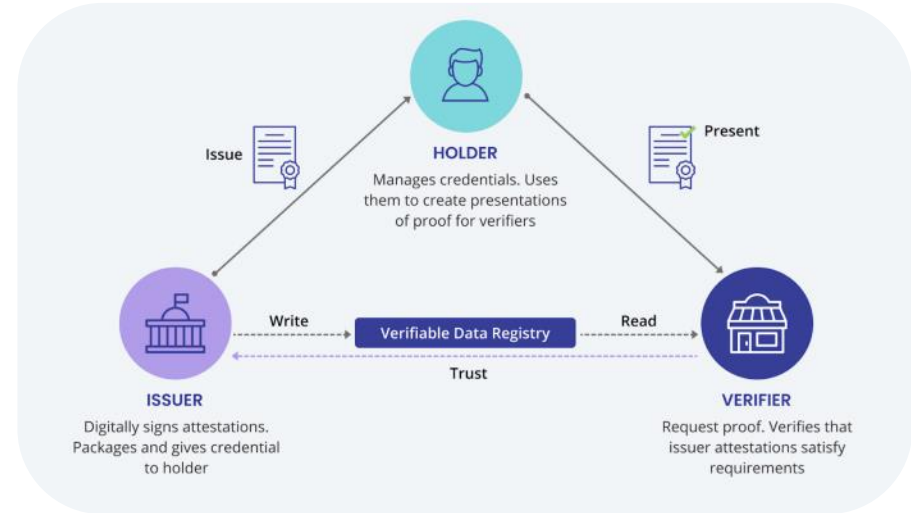 Issue
Present
HOLDER
Manages credentials. Uses
them to create presentations
of proof for verifiers
Write
Verifiable Data Registry
Read
Trust
ISSUER
Digitally signs attestations.
Packages and gives credential
to holder
VERIFIER
Request proof. Verifies that
issuer attestations satisfy
requirements